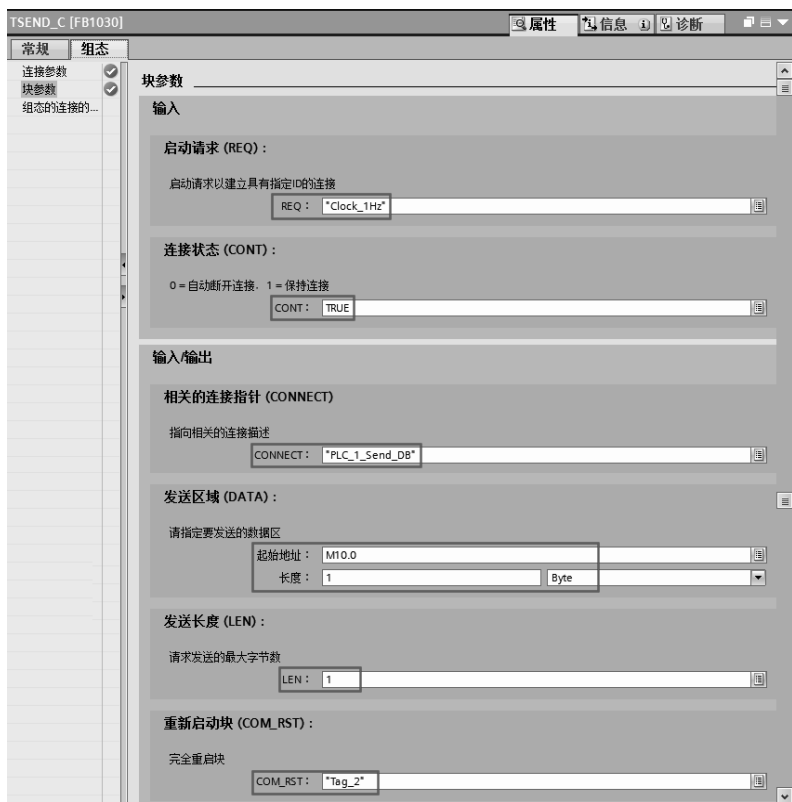 TSEND_C [FB1030]
属性 信息 诊断
常规 组态
连接参数
块参数
组态的连接的...
块参数
输入
启动请求 (REQ)：
启动请求以建立具有指定ID的连接
REQ： "Clock_1Hz"
连接状态 (CONT)：
0 = 自动断开连接．1 = 保持连接
CONT： TRUE
输入/输出
相关的连接指针 (CONNECT)
指向相关的连接描述
CONNECT： "PLC_1_Send_DB"
发送区域 (DATA)：
请指定要发送的数据区
起始地址： M10.0
长度： 1 Byte
发送长度 (LEN)：
请求发送的最大字节数
LEN： 1
重新启动块 (COM_RST)：
完全重启块
COM_RST： "Tag_2"